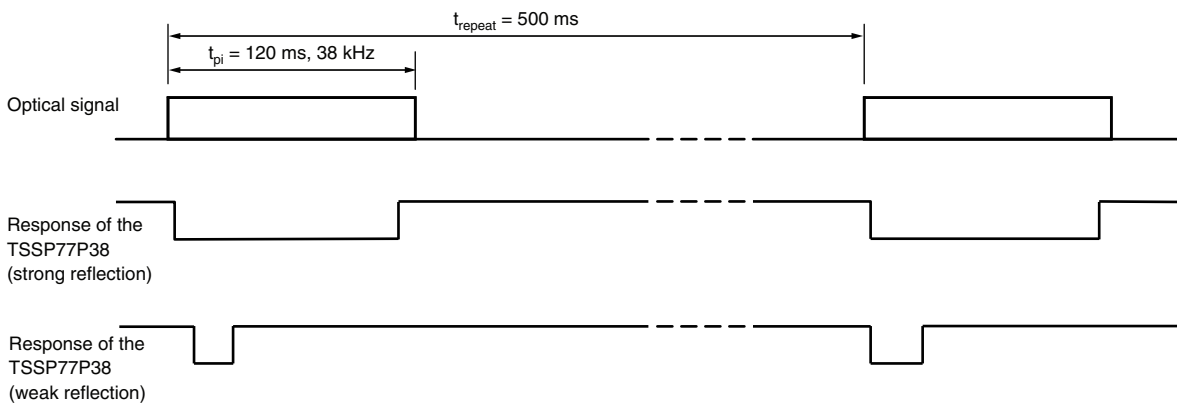 t_repeat = 500 ms
t_pi = 120 ms, 38 kHz
Optical signal
Response of the
TSSP77P38
(strong reflection)
Response of the
TSSP77P38
(weak reflection)